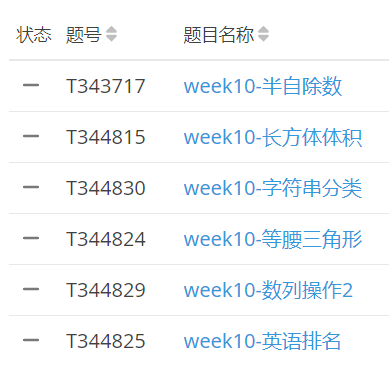 状态 题号 题目名称
— T343717 week10-半自除数
— T344815 week10-长方体体积
— T344830 week10-字符串分类
— T344824 week10-等腰三角形
— T344829 week10-数列操作2
— T344825 week10-英语排名